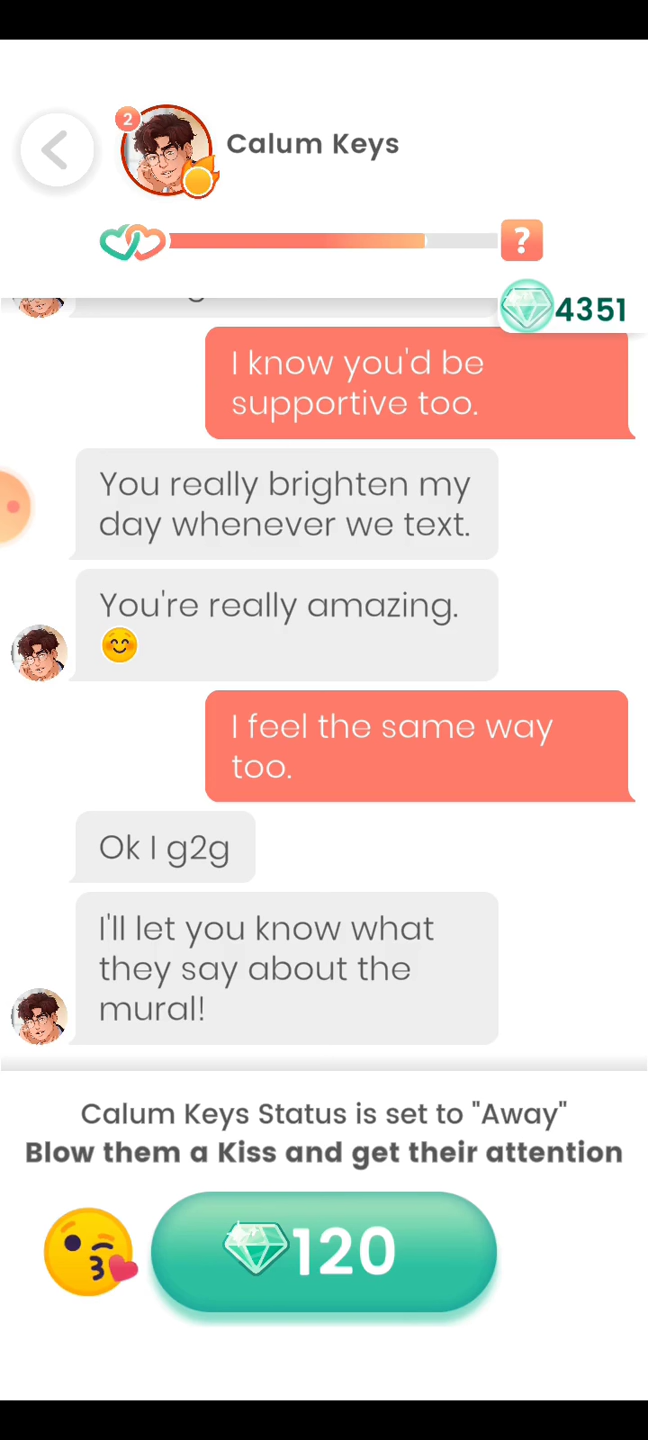 2
Calum Keys
?
4351
I know you'd be
supportive too.
You really brighten my
day whenever we text.
You're really amazing.
I feel the same way
too.
Ok I g2g
I'll let you know what
they say about the
mural!
Calum Keys Status is set to "Away"
Blow them a Kiss and get their attention
120